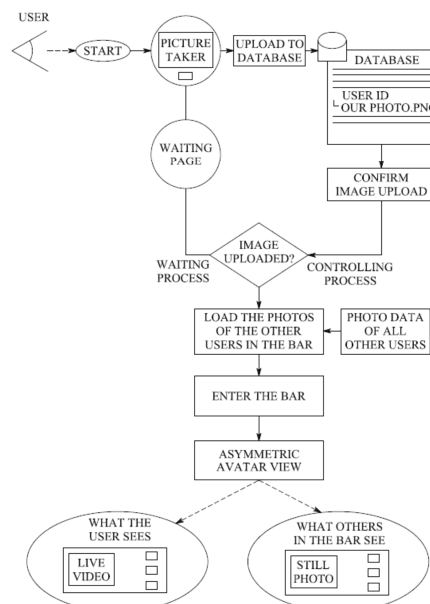 USER
START
PICTURE
TAKER
UPLOAD TO
DATABASE
DATABASE
USER ID
OUR PHOTO.PNG
WAITING
PAGE
CONFIRM
IMAGE UPLOAD
IMAGE
UPLOADED?
WAITING
PROCESS
CONTROLLING
PROCESS
LOAD THE PHOTOS
OF THE OTHER
USERS IN THE BAR
PHOTO DATA
OF ALL
OTHER USERS
ENTER THE BAR
ASYMMETRIC
AVATAR VIEW
WHAT THE
USER SEES
LIVE
VIDEO
WHAT OTHERS
IN THE BAR SEE
STILL
PHOTO